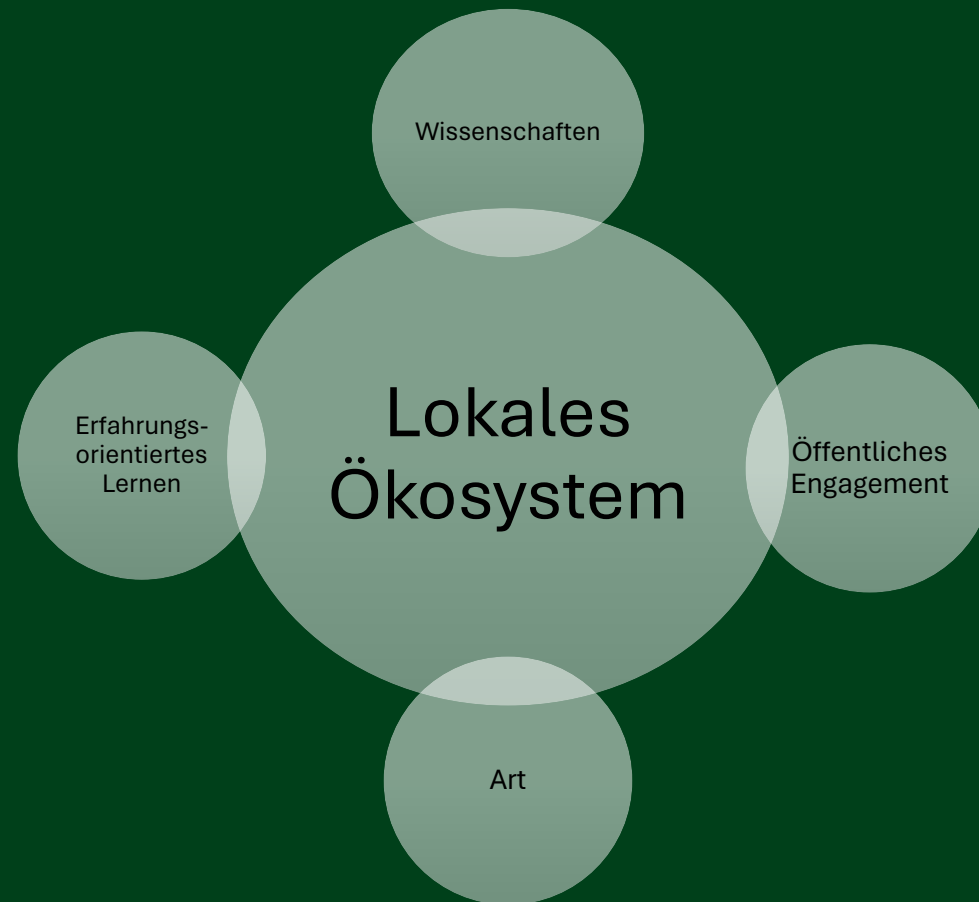 Wissenschaften
Erfahrungs-
orientiertes
Lernen
Lokales
Ökosystem
Öffentliches
Engagement
Art